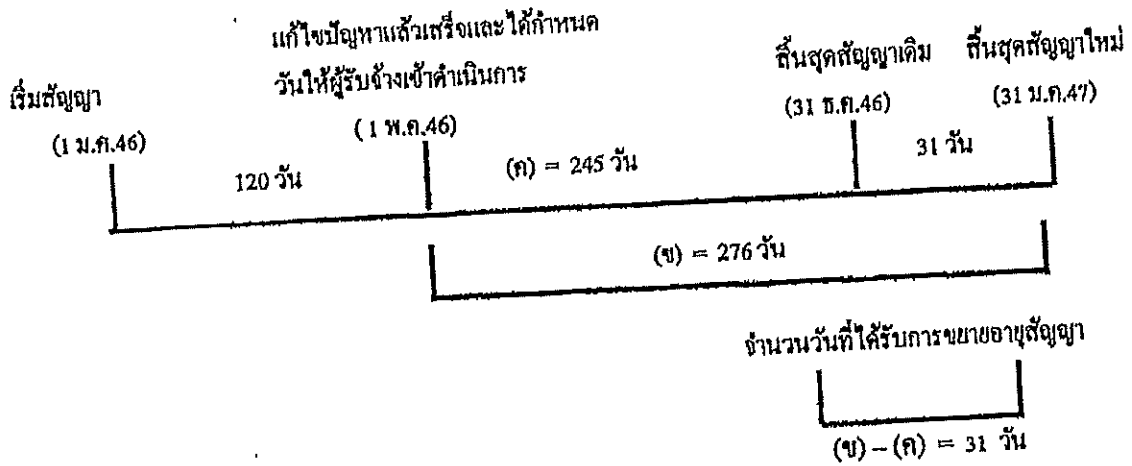 แก้ไขปัญหาแล้วเสร็จและได้กำหนด
วันให้ผู้รับจ้างเข้าดำเนินการ
(1 พ.ค.46)
เริ่มสัญญา
(1 ม.ค.46)
สิ้นสุดสัญญาเดิม
(31 ธ.ค.46)
สิ้นสุดสัญญาใหม่
(31 ม.ค.47)
120 วัน
(ค) = 245 วัน
31 วัน
(ข) = 276 วัน
จำนวนวันที่ได้รับการขยายอายุสัญญา
(ข) – (ค) = 31 วัน